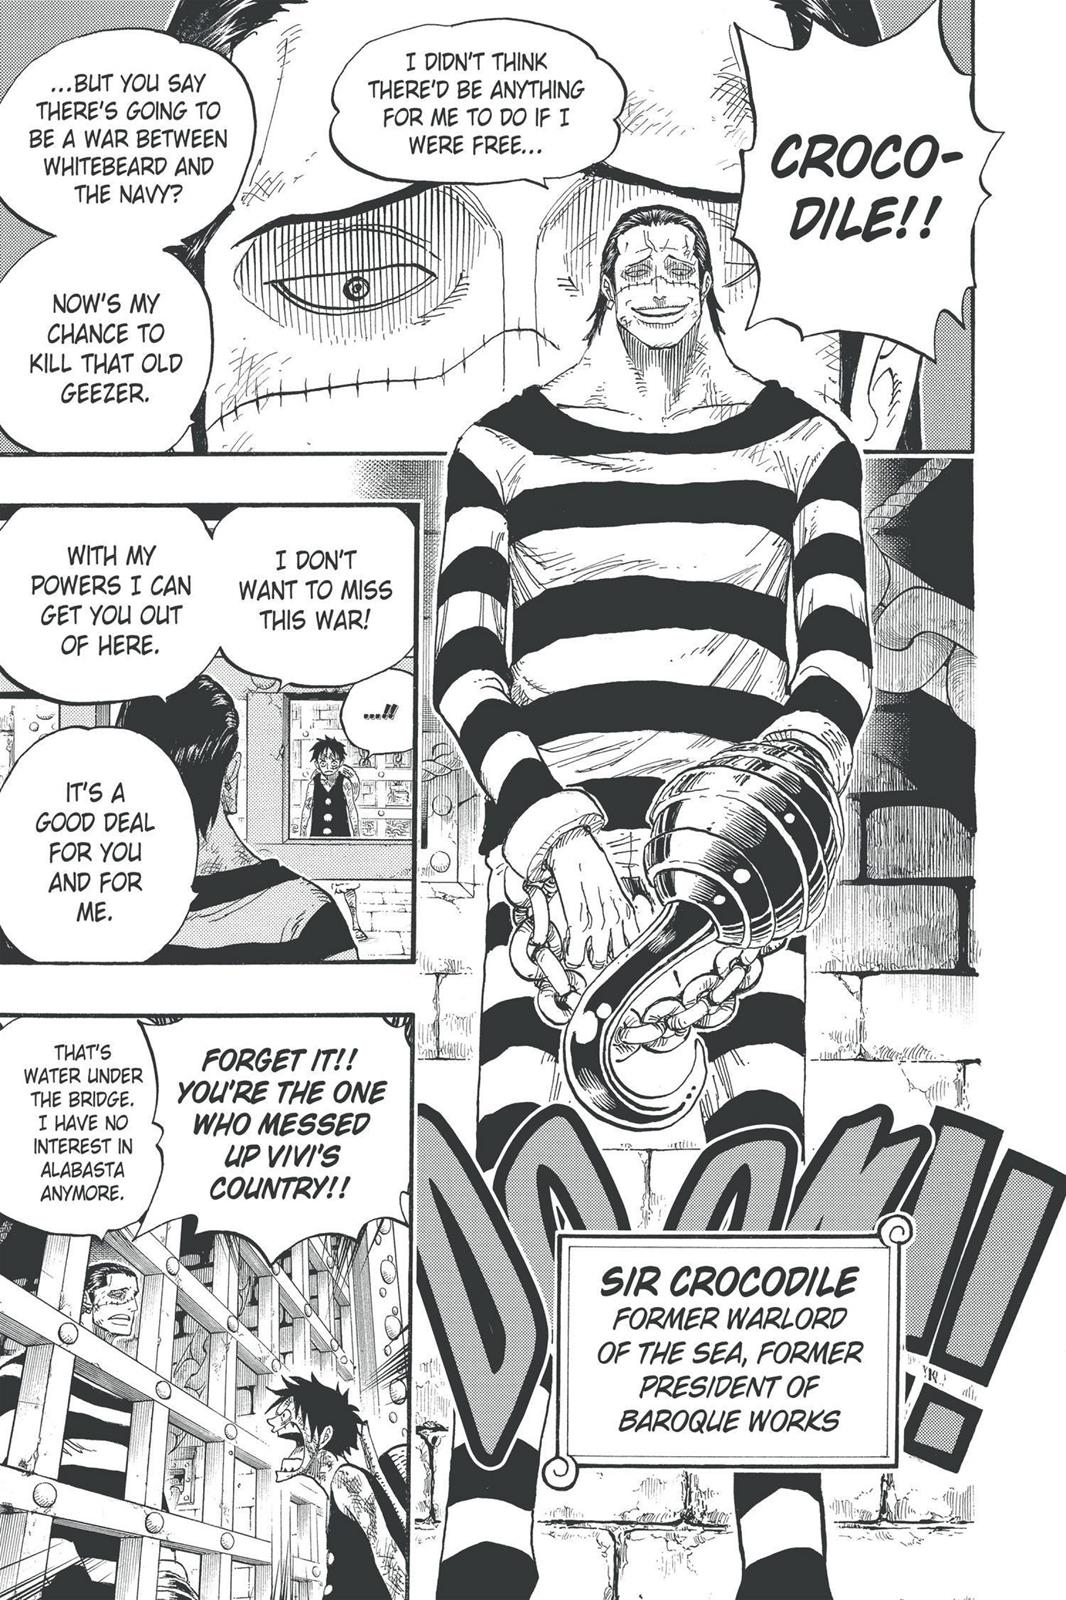 CROCO-
DILE!!
I DIDN'T THINK
THERE'D BE ANYTHING
FOR ME TO DO IF I
WERE FREE...
...BUT YOU SAY
THERE'S GOING TO
BE A WAR BETWEEN
WHITEBEARD AND
THE NAVY?
NOW'S MY
CHANCE TO
KILL THAT OLD
GEEZER.
DOOM!!
SIR CROCODILE
FORMER WARLORD
OF THE SEA, FORMER
PRESIDENT OF
BAROQUE WORKS
I DON'T
WANT TO MISS
THIS WAR!
WITH MY
POWERS I CAN
GET YOU OUT
OF HERE.
...!!
IT'S A
GOOD DEAL
FOR YOU
AND FOR
ME.
FORGET IT!!
YOU'RE THE ONE
WHO MESSED
UP VIVI'S
COUNTRY!!
THAT'S
WATER UNDER
THE BRIDGE.
I HAVE NO
INTEREST IN
ALABASTA
ANYMORE.